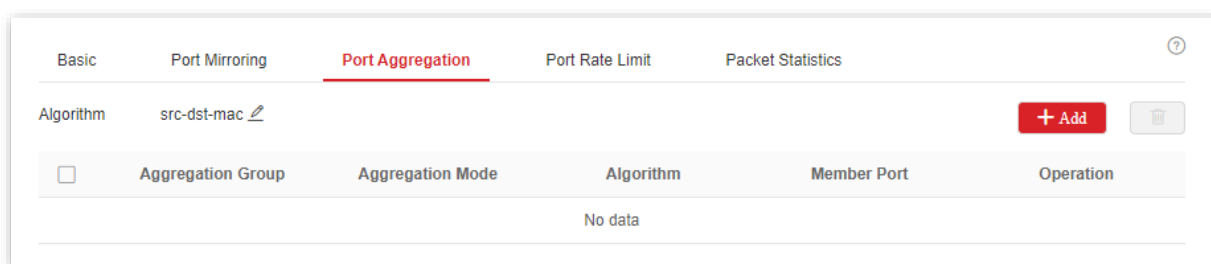 Basic Port Mirroring Port Aggregation Port Rate Limit Packet Statistics ?
Algorithm src-dst-mac + Add
Aggregation Group Aggregation Mode Algorithm Member Port Operation
No data